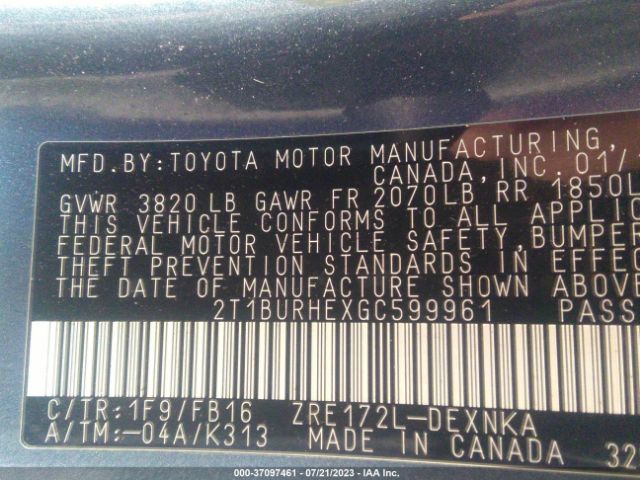 MFD. BY: TOYOTA MOTOR MANUFACTURING,
CANADA, INC. 01/
GVWR 3820 LB GAWR FR 2070LB RR 1850L
THIS VEHICLE CONFORMS TO ALL APPLIC
FEDERAL MOTOR VEHICLE SAFETY, BUMPER
THEFT PREVENTION STANDARDS IN EFFEC
THE DATE OF MANUFACTURE SHOWN ABOVE
2T1BURHEXGC599961 PASS
C/TR: 1F9/FB16 ZRE172L-DEXNKA
A/TM: -04A/K313 MADE IN CANADA 32
000-37097461 - 07/21/2023 - IAA Inc.